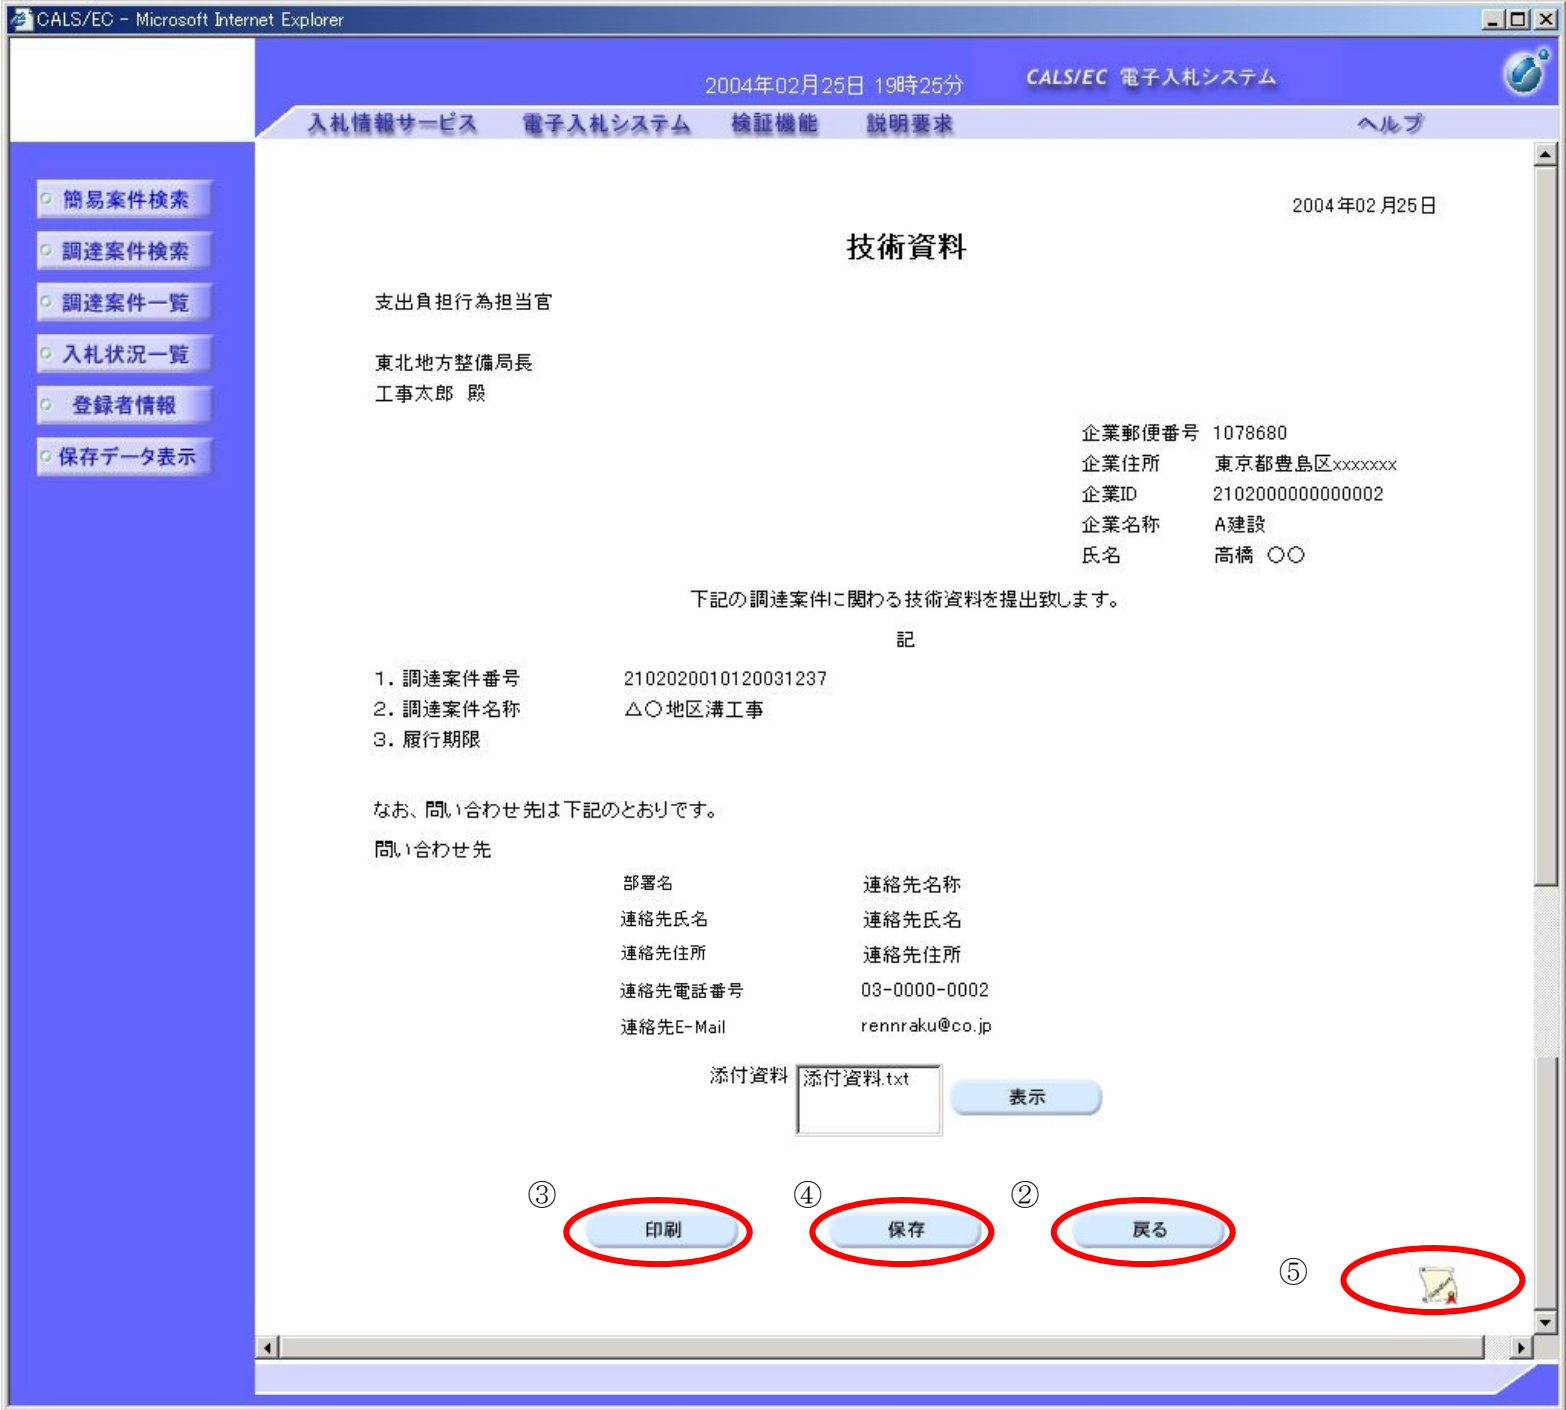 CALS/EC - Microsoft Internet Explorer
2004年02月25日 19時25分
CALS/EC 電子入札システム
入札情報サービス 電子入札システム 検証機能 説明要求 ヘルプ
簡易案件検索
調達案件検索
調達案件一覧
入札状況一覧
登録者情報
保存データ表示
2004年02月25日
技術資料
支出負担行為担当官
東北地方整備局長
工事太郎 殿
企業郵便番号 1078680
企業住所 東京都豊島区xxxxxxx
企業ID 2102000000000002
企業名称 A建設
氏名 高橋 〇〇
下記の調達案件に関わる技術資料を提出致します。
記
1. 調達案件番号 2102020010120031237
2. 調達案件名称 △〇地区溝工事
3. 履行期限
なお、問い合わせ先は下記のとおりです。
問い合わせ先
部署名 連絡先名称
連絡先氏名 連絡先氏名
連絡先住所 連絡先住所
連絡先電話番号 03-0000-0002
連絡先E-Mail rennraku@co.jp
添付資料 添付資料.txt 表示
③ 印刷 ④ 保存 ② 戻る
⑤